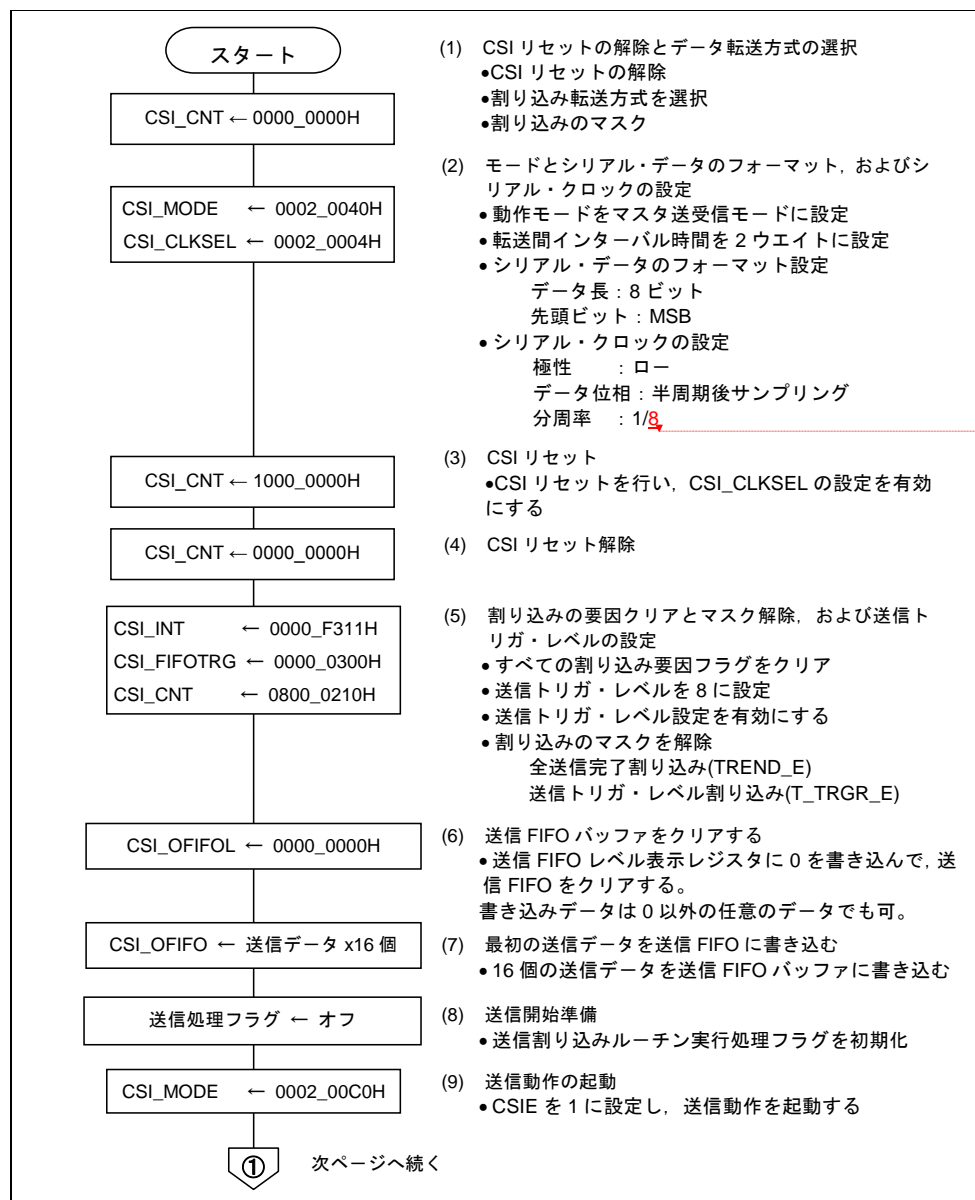 スタート
CSI_CNT ← 0000_0000H
(1) CSI リセットの解除とデータ転送方式の選択
•CSI リセットの解除
•割り込み転送方式を選択
•割り込みのマスク
CSI_MODE ← 0002_0040H
CSI_CLKSEL ← 0002_0004H
(2) モードとシリアル・データのフォーマット, およびシ
リアル・クロックの設定
• 動作モードをマスタ送受信モードに設定
• 転送間インターバル時間を 2 ウエイトに設定
• シリアル・データのフォーマット設定
データ長:8 ビット
先頭ビット:MSB
• シリアル・クロックの設定
極性 :ロー
データ位相:半周期後サンプリング
分周率 :1/8
CSI_CNT ← 1000_0000H
(3) CSI リセット
•CSI リセットを行い, CSI_CLKSEL の設定を有効
にする
CSI_CNT ← 0000_0000H
(4) CSI リセット解除
CSI_INT ← 0000_F311H
CSI_FIFOTRG ← 0000_0300H
CSI_CNT ← 0800_0210H
(5) 割り込みの要因クリアとマスク解除, および送信ト
リガ・レベルの設定
• すべての割り込み要因フラグをクリア
• 送信トリガ・レベルを 8 に設定
• 送信トリガ・レベル設定を有効にする
• 割り込みのマスクを解除
全送信完了割り込み(TREND_E)
送信トリガ・レベル割り込み(T_TRGR_E)
CSI_OFIFOL ← 0000_0000H
(6) 送信 FIFO バッファをクリアする
• 送信 FIFO レベル表示レジスタに 0 を書き込んで, 送
信 FIFO をクリアする。
書き込みデータは 0 以外の任意のデータでも可。
CSI_OFIFO ← 送信データ x16 個
(7) 最初の送信データを送信 FIFO に書き込む
• 16 個の送信データを送信 FIFO バッファに書き込む
送信処理フラグ ← オフ
(8) 送信開始準備
• 送信割り込みルーチン実行処理フラグを初期化
CSI_MODE ← 0002_00C0H
(9) 送信動作の起動
• CSIE を 1 に設定し, 送信動作を起動する
① 次ページへ続く